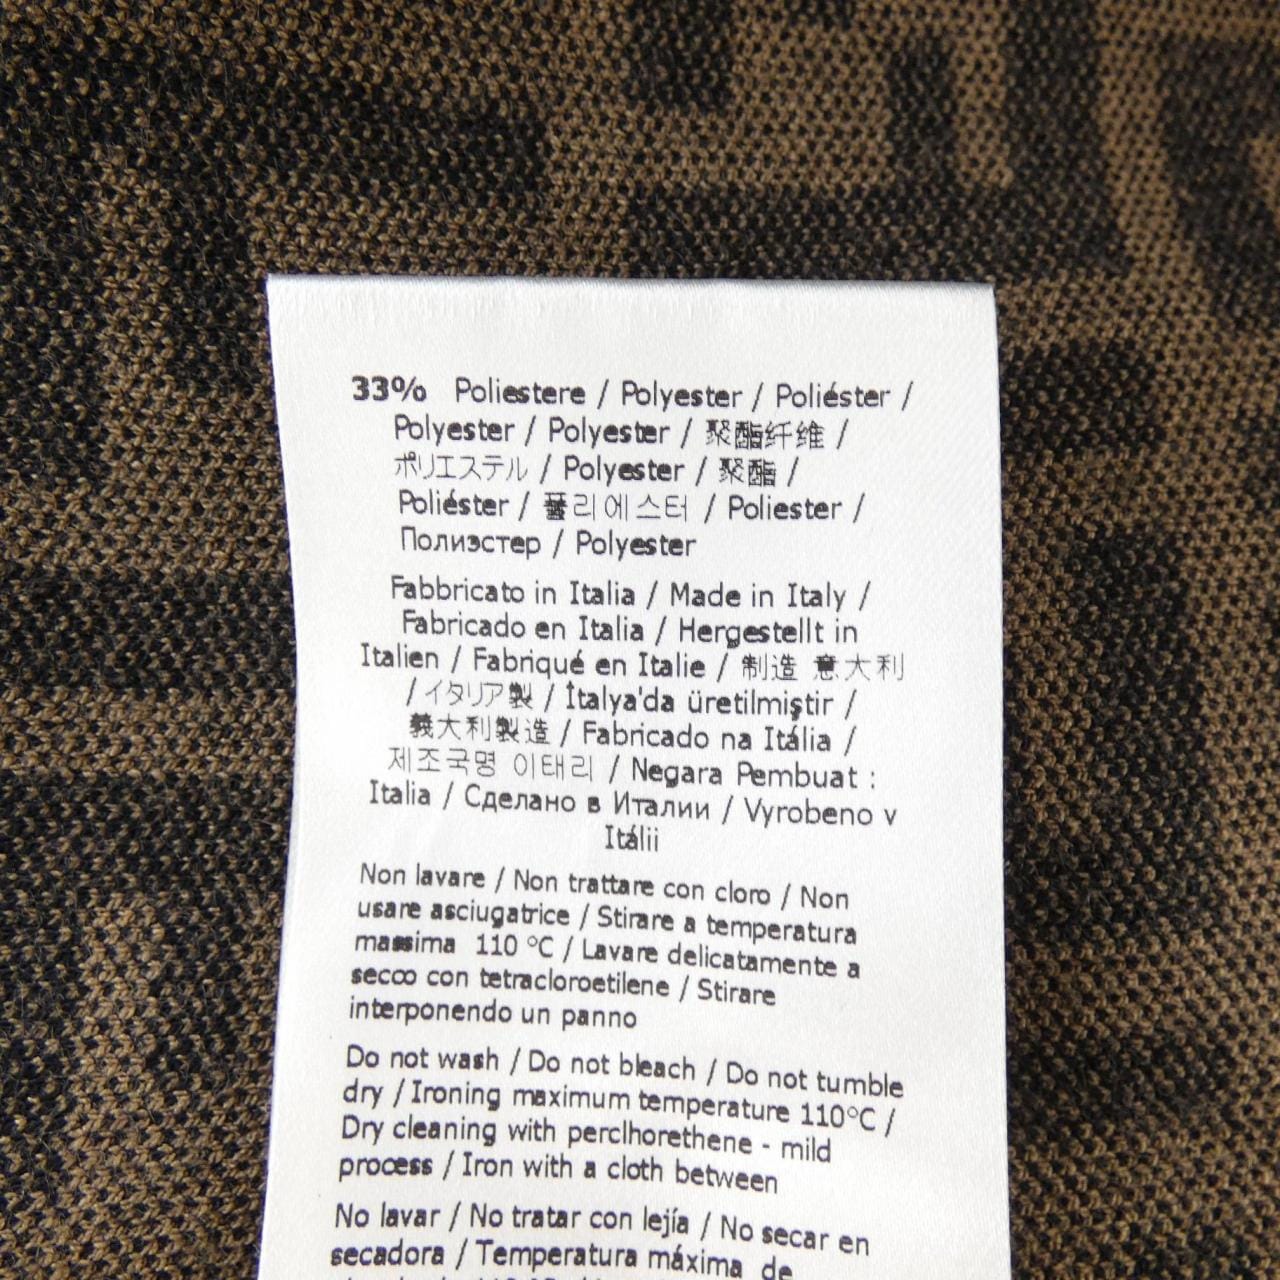 33% Poliestere / Polyester / Poliéster /
Polyester / Polyester / 聚酯纤维 /
ポリエステル / Polyester / 聚酯 /
Poliéster / 폴리에스터 / Poliester /
Полиэстер / Polyester
Fabbricato in Italia / Made in Italy /
Fabricado en Italia / Hergestellt in
Italien / Fabriqué en Italie / 制造 意大利
/ イタリア製 / İtalya'da üretilmiştir /
義大利製造 / Fabricado na Itália /
제조국명 이태리 / Negara Pembuat :
Italia / Сделано в Италии / Vyrobeno v
Itálii
Non lavare / Non trattare con cloro / Non
usare asciugatrice / Stirare a temperatura
massima 110 °C / Lavare delicatamente a
secco con tetracloroetilene / Stirare
interponendo un panno
Do not wash / Do not bleach / Do not tumble
dry / Ironing maximum temperature 110°C /
Dry cleaning with perclhorethene - mild
process / Iron with a cloth between
No lavar / No tratar con lejía / No secar en
secadora / Temperatura máxima de